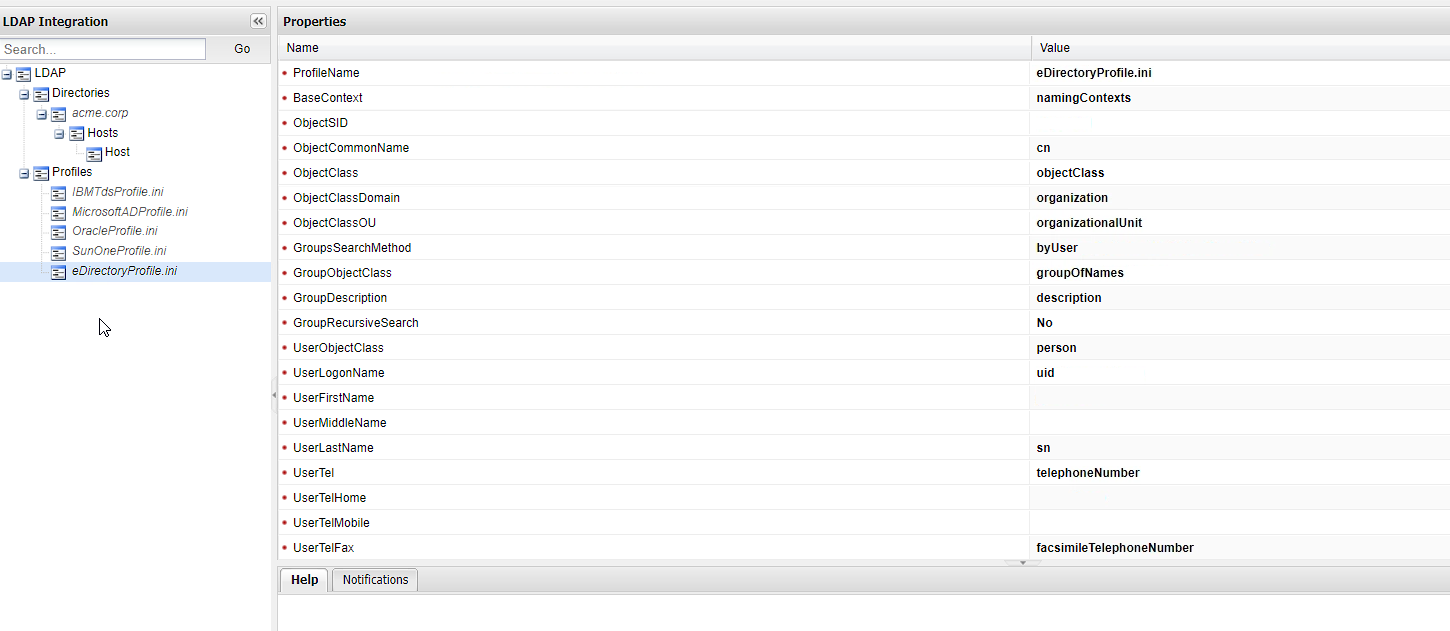 LDAP Integration
Search...
Go
LDAP
Directories
acme.corp
Hosts
Host
Profiles
IBMTdsProfile.ini
MicrosoftADProfile.ini
OracleProfile.ini
SunOneProfile.ini
eDirectoryProfile.ini
Properties
Name Value
ProfileName eDirectoryProfile.ini
BaseContext namingContexts
ObjectSID
ObjectCommonName cn
ObjectClass objectClass
ObjectClassDomain organization
ObjectClassOU organizationalUnit
GroupsSearchMethod byUser
GroupObjectClass groupOfNames
GroupDescription description
GroupRecursiveSearch No
UserObjectClass person
UserLogonName uid
UserFirstName
UserMiddleName
UserLastName sn
UserTel telephoneNumber
UserTelHome
UserTelMobile
UserTelFax facsimileTelephoneNumber
Help Notifications